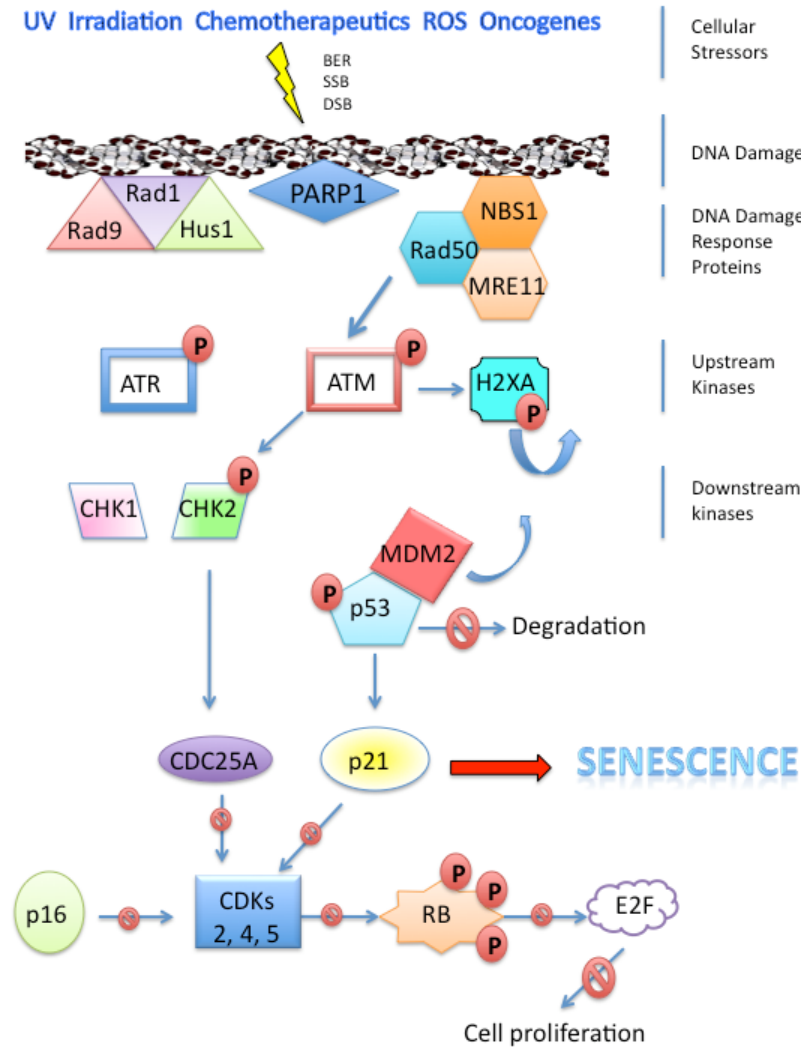 UV Irradiation Chemotherapeutics ROS Oncogenes
Cellular
Stressors
BER
SSB
DSB
DNA Damage
Rad1
Rad9
Hus1
PARP1
NBS1
Rad50
MRE11
DNA Damage
Response
Proteins
P
ATR
P
ATM
H2XA
P
Upstream
Kinases
CHK1
P
CHK2
Downstream
kinases
MDM2
P
p53
Degradation
CDC25A
p21
SENESCENCE
p16
CDKs
2, 4, 5
P
P
RB
P
E2F
Cell proliferation